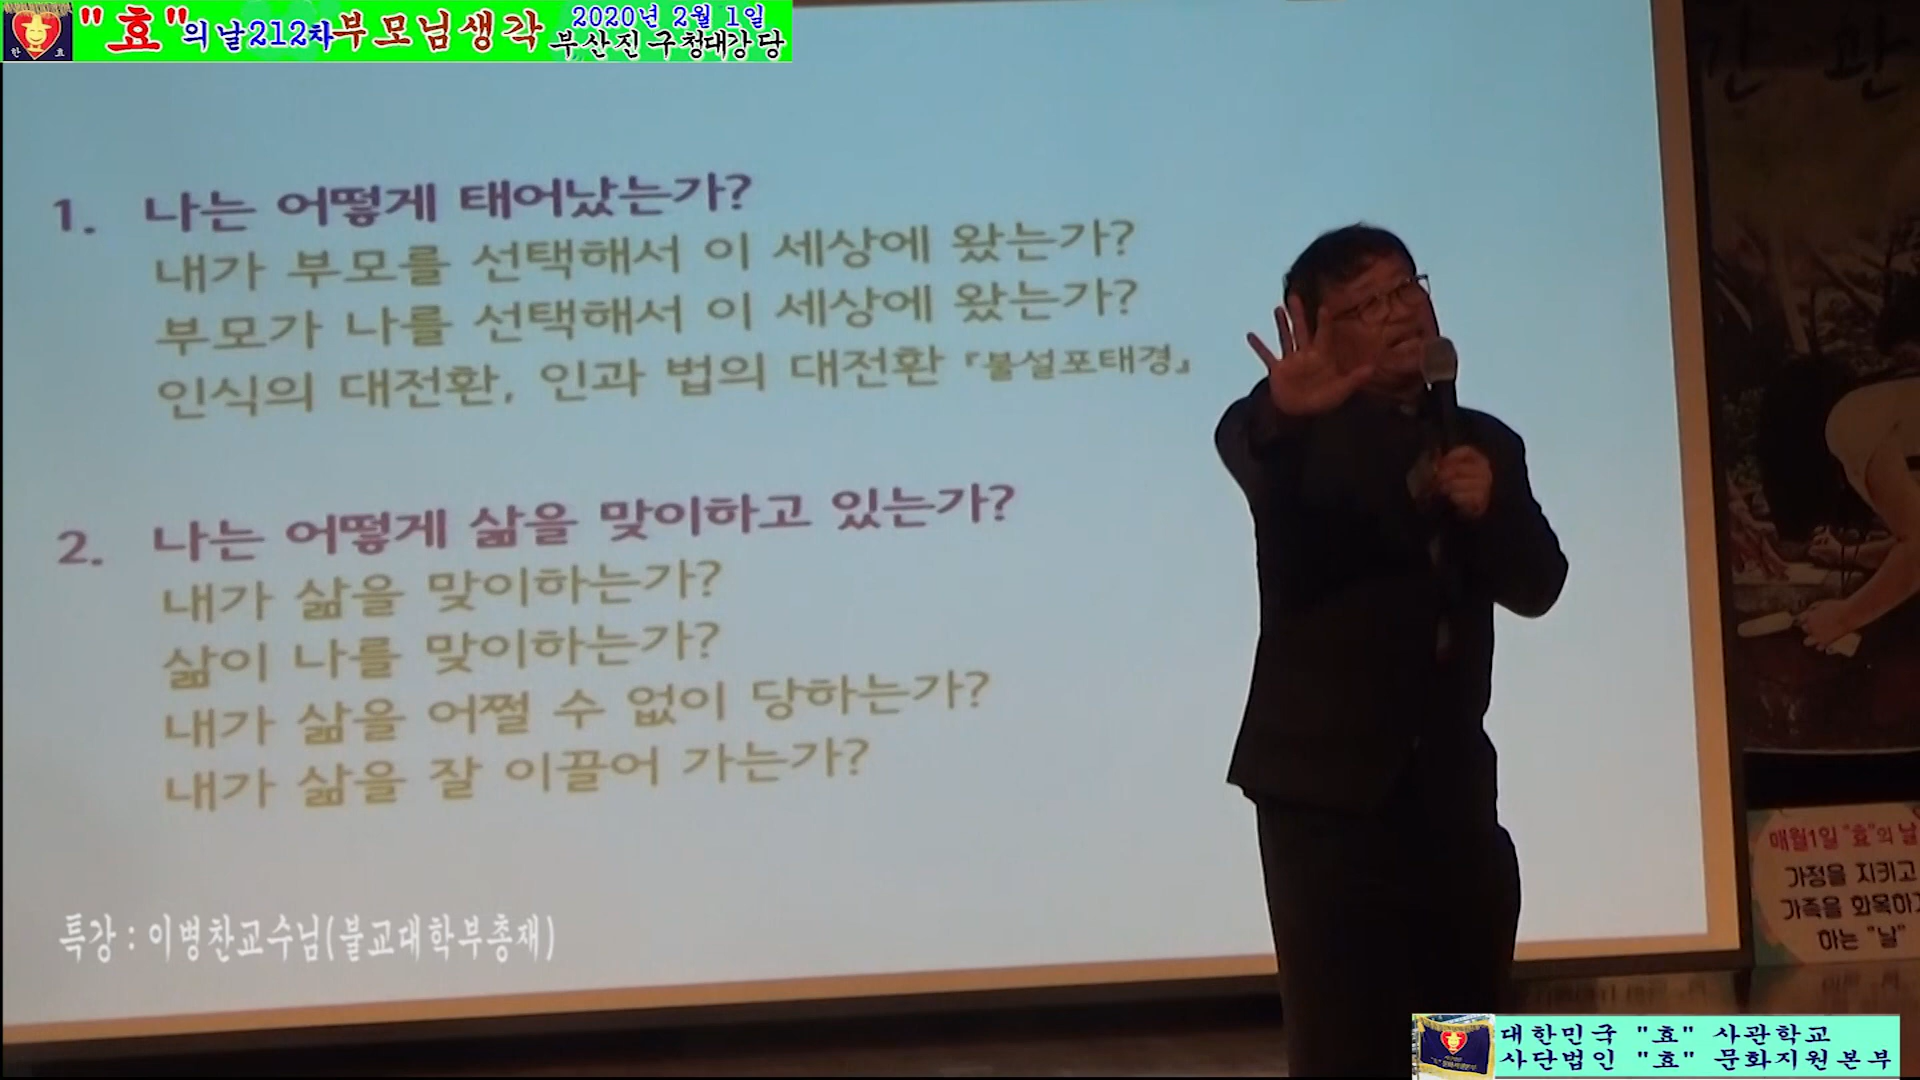 "효"의 날212차부모님생각
2020년 2월 1일
부산진구청대강당
한 효
1. 나는 어떻게 태어났는가?
내가 부모를 선택해서 이 세상에 왔는가?
부모가 나를 선택해서 이 세상에 왔는가?
인식의 대전환, 인과 법의 대전환 『불설포태경』
2. 나는 어떻게 삶을 맞이하고 있는가?
내가 삶을 맞이하는가?
삶이 나를 맞이하는가?
내가 삶을 어쩔 수 없이 당하는가?
내가 삶을 잘 이끌어 가는가?
특강 : 이병찬교수님(불교대학부총재)
매월1일 "효"의 날
가정을 지키고
가족을 화목하게
하는 "날"
대한민국 "효" 사관학교
사단법인 "효" 문화지원본부